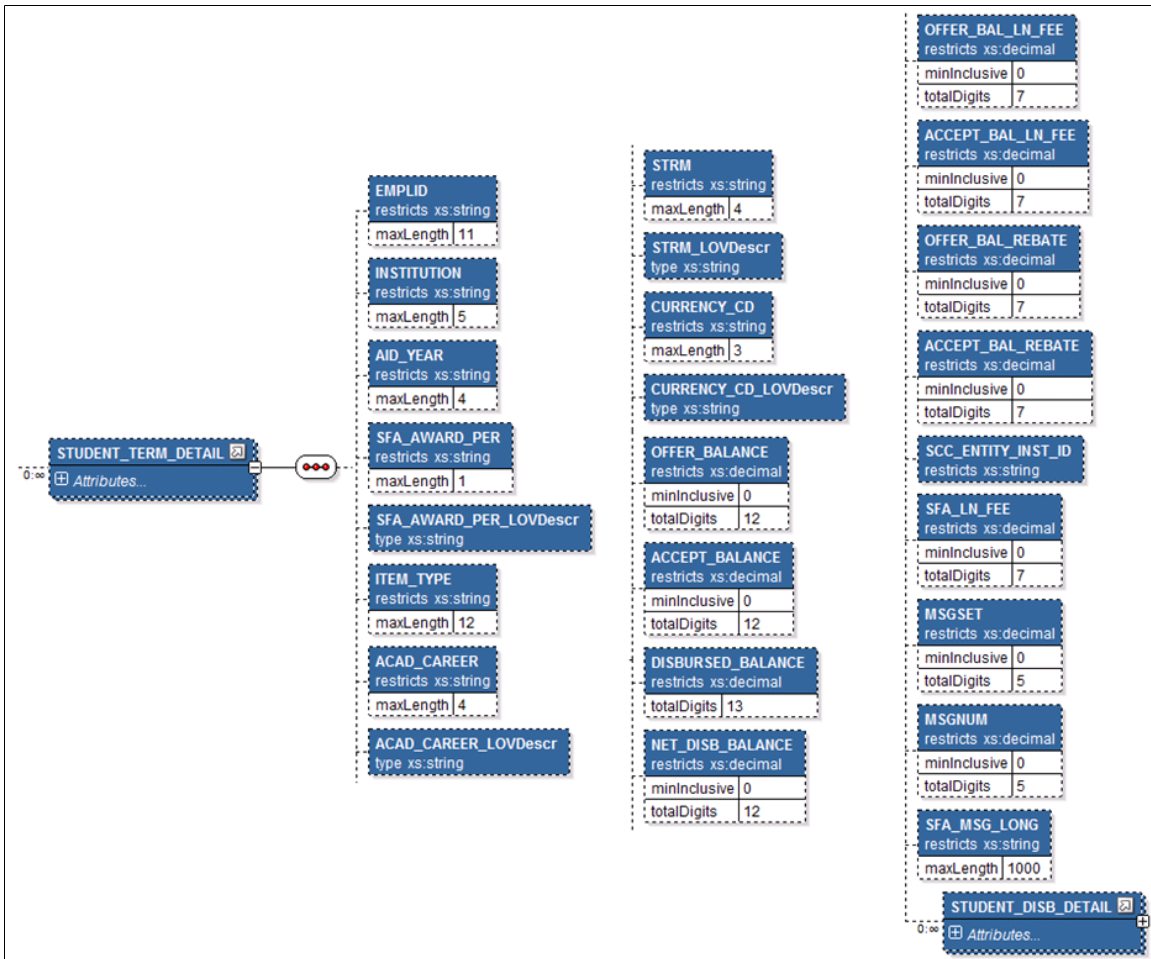 STUDENT_TERM_DETAIL
0:∞
Attributes...
EMPLID
restricts xs:string
maxLength 11
INSTITUTION
restricts xs:string
maxLength 5
AID_YEAR
restricts xs:string
maxLength 4
SFA_AWARD_PER
restricts xs:string
maxLength 1
SFA_AWARD_PER_LOVDescr
type xs:string
ITEM_TYPE
restricts xs:string
maxLength 12
ACAD_CAREER
restricts xs:string
maxLength 4
ACAD_CAREER_LOVDescr
type xs:string
STRM
restricts xs:string
maxLength 4
STRM_LOVDescr
type xs:string
CURRENCY_CD
restricts xs:string
maxLength 3
CURRENCY_CD_LOVDescr
type xs:string
OFFER_BALANCE
restricts xs:decimal
minInclusive 0
totalDigits 12
ACCEPT_BALANCE
restricts xs:decimal
minInclusive 0
totalDigits 12
DISBURSED_BALANCE
restricts xs:decimal
totalDigits 13
NET_DISB_BALANCE
restricts xs:decimal
minInclusive 0
totalDigits 12
OFFER_BAL_LN_FEE
restricts xs:decimal
minInclusive 0
totalDigits 7
ACCEPT_BAL_LN_FEE
restricts xs:decimal
minInclusive 0
totalDigits 7
OFFER_BAL_REBATE
restricts xs:decimal
minInclusive 0
totalDigits 7
ACCEPT_BAL_REBATE
restricts xs:decimal
minInclusive 0
totalDigits 7
SCC_ENTITY_INST_ID
restricts xs:string
SFA_LN_FEE
restricts xs:decimal
minInclusive 0
totalDigits 7
MSGSET
restricts xs:decimal
minInclusive 0
totalDigits 5
MSGNUM
restricts xs:decimal
minInclusive 0
totalDigits 5
SFA_MSG_LONG
restricts xs:string
maxLength 1000
STUDENT_DISB_DETAIL
0:∞
Attributes...